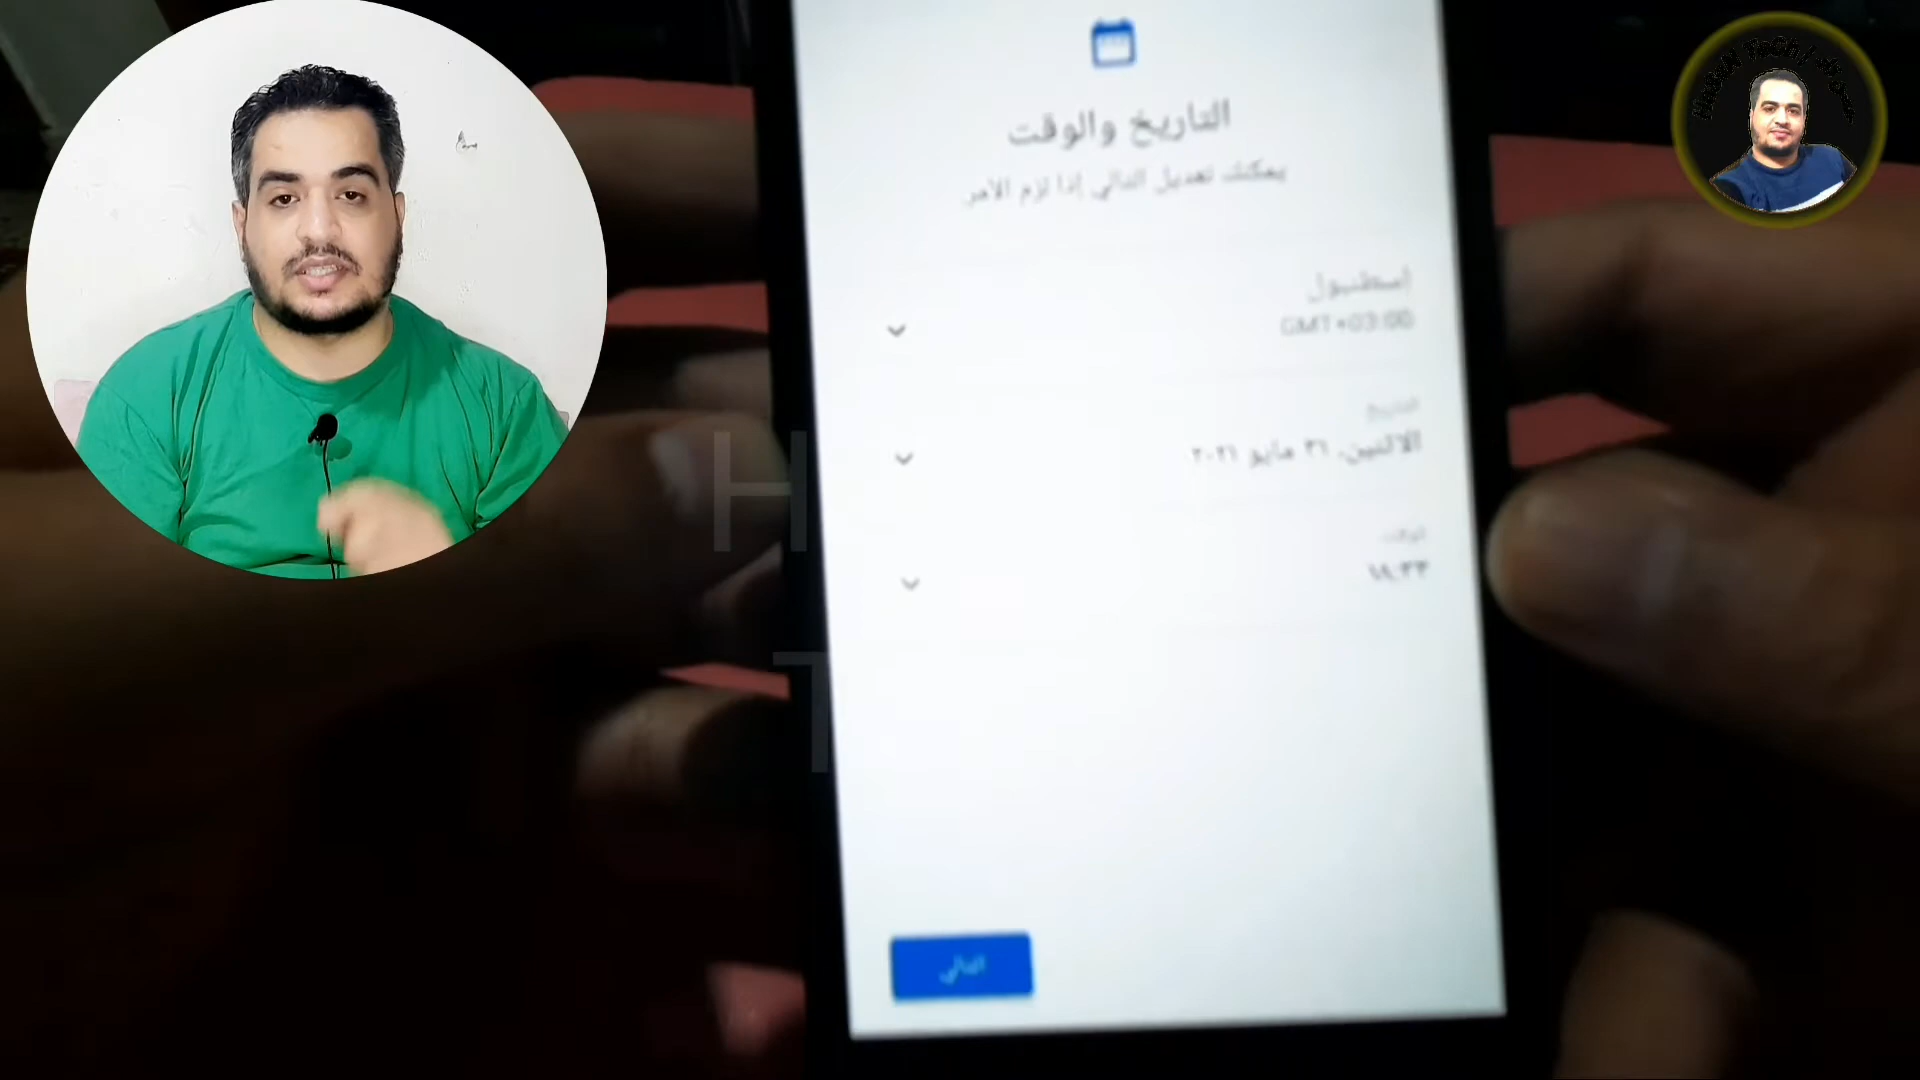 التاريخ والوقت
يمكنك تعديل التالي إذا لزم الأمر
إسطنبول
GMT+03:00
التاريخ
الاثنين، ٣١ مايو ٢٠٢١
الوقت
التالي
H
T